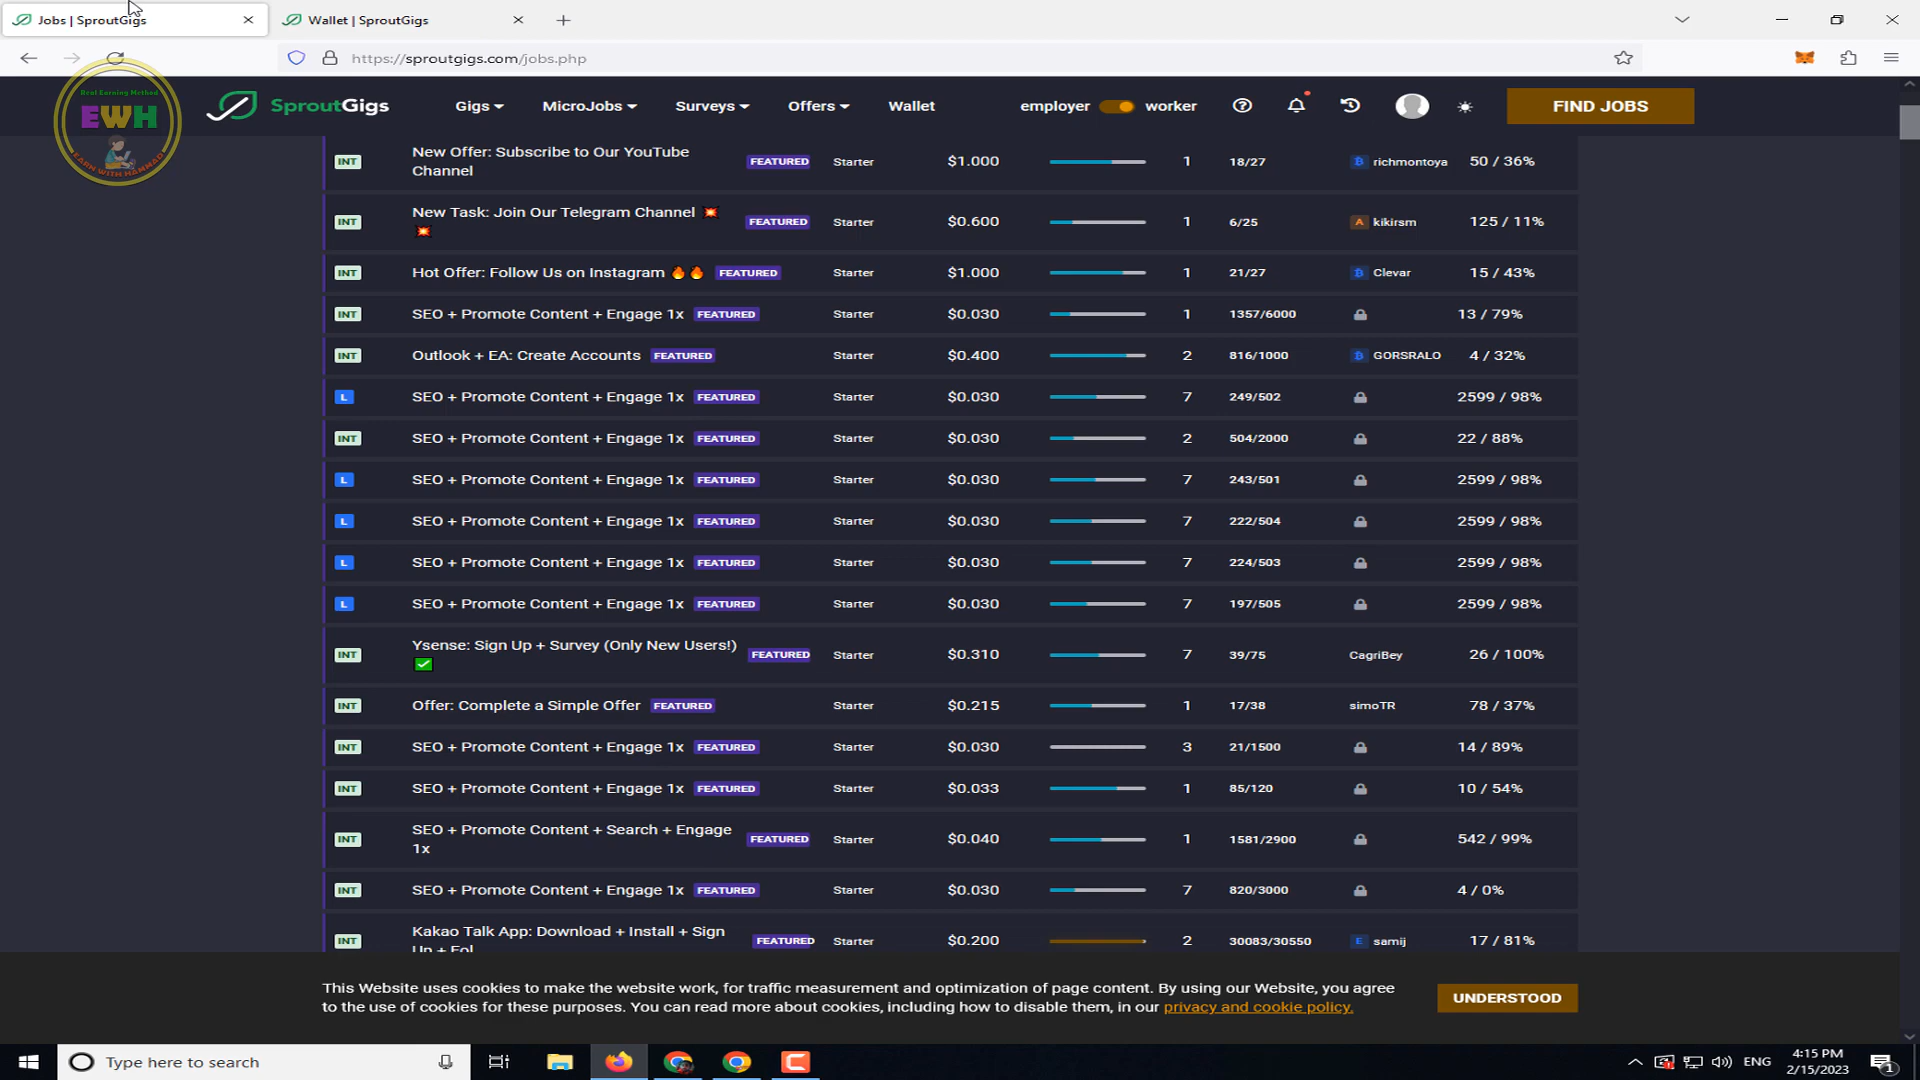 Jobs | SproutGigs
Wallet | SproutGigs
https://sproutgigs.com/jobs.php
Real Earning Method
EWH
EARN WITH HAMMAD
SproutGigs
Gigs
MicroJobs
Surveys
Offers
Wallet
employer
worker
FIND JOBS
INT New Offer: Subscribe to Our YouTube FEATURED Starter $1.000 1 18/27 richmontoya 50 / 36%
Channel
INT New Task: Join Our Telegram Channel 💥 FEATURED Starter $0.600 1 6/25 A kikirsm 125 / 11%
💥
INT Hot Offer: Follow Us on Instagram 🔥🔥 FEATURED Starter $1.000 1 21/27 Clevar 15 / 43%
INT SEO + Promote Content + Engage 1x FEATURED Starter $0.030 1 1357/6000 13 / 79%
INT Outlook + EA: Create Accounts FEATURED Starter $0.400 2 816/1000 GORSRALO 4 / 32%
L SEO + Promote Content + Engage 1x FEATURED Starter $0.030 7 249/502 2599 / 98%
INT SEO + Promote Content + Engage 1x FEATURED Starter $0.030 2 504/2000 22 / 88%
L SEO + Promote Content + Engage 1x FEATURED Starter $0.030 7 243/501 2599 / 98%
L SEO + Promote Content + Engage 1x FEATURED Starter $0.030 7 222/504 2599 / 98%
L SEO + Promote Content + Engage 1x FEATURED Starter $0.030 7 224/503 2599 / 98%
L SEO + Promote Content + Engage 1x FEATURED Starter $0.030 7 197/505 2599 / 98%
INT Ysense: Sign Up + Survey (Only New Users!) FEATURED Starter $0.310 7 39/75 CagriBey 26 / 100%
✅
INT Offer: Complete a Simple Offer FEATURED Starter $0.215 1 17/38 simoTR 78 / 37%
INT SEO + Promote Content + Engage 1x FEATURED Starter $0.030 3 21/1500 14 / 89%
INT SEO + Promote Content + Engage 1x FEATURED Starter $0.033 1 85/120 10 / 54%
INT SEO + Promote Content + Search + Engage FEATURED Starter $0.040 1 1581/2900 542 / 99%
1x
INT SEO + Promote Content + Engage 1x FEATURED Starter $0.030 7 820/3000 4 / 0%
INT Kakao Talk App: Download + Install + Sign FEATURED Starter $0.200 2 30083/30550 E samij 17 / 81%
Up + Fol
This Website uses cookies to make the website work, for traffic measurement and optimization of page content. By using our Website, you agree
to the use of cookies for these purposes. You can read more about cookies, including how to disable them, in our privacy and cookie policy.
UNDERSTOOD
Type here to search
ENG
4:15 PM
2/15/2023
1